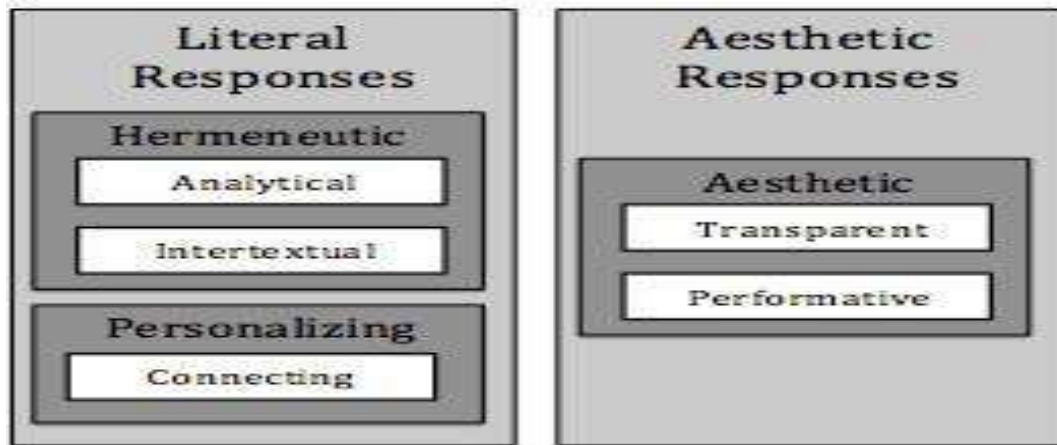 Literal
Responses
Hermeneutic
Analytical
Intertextual
Personalizing
Connecting
Aesthetic
Responses
Aesthetic
Transparent
Performative